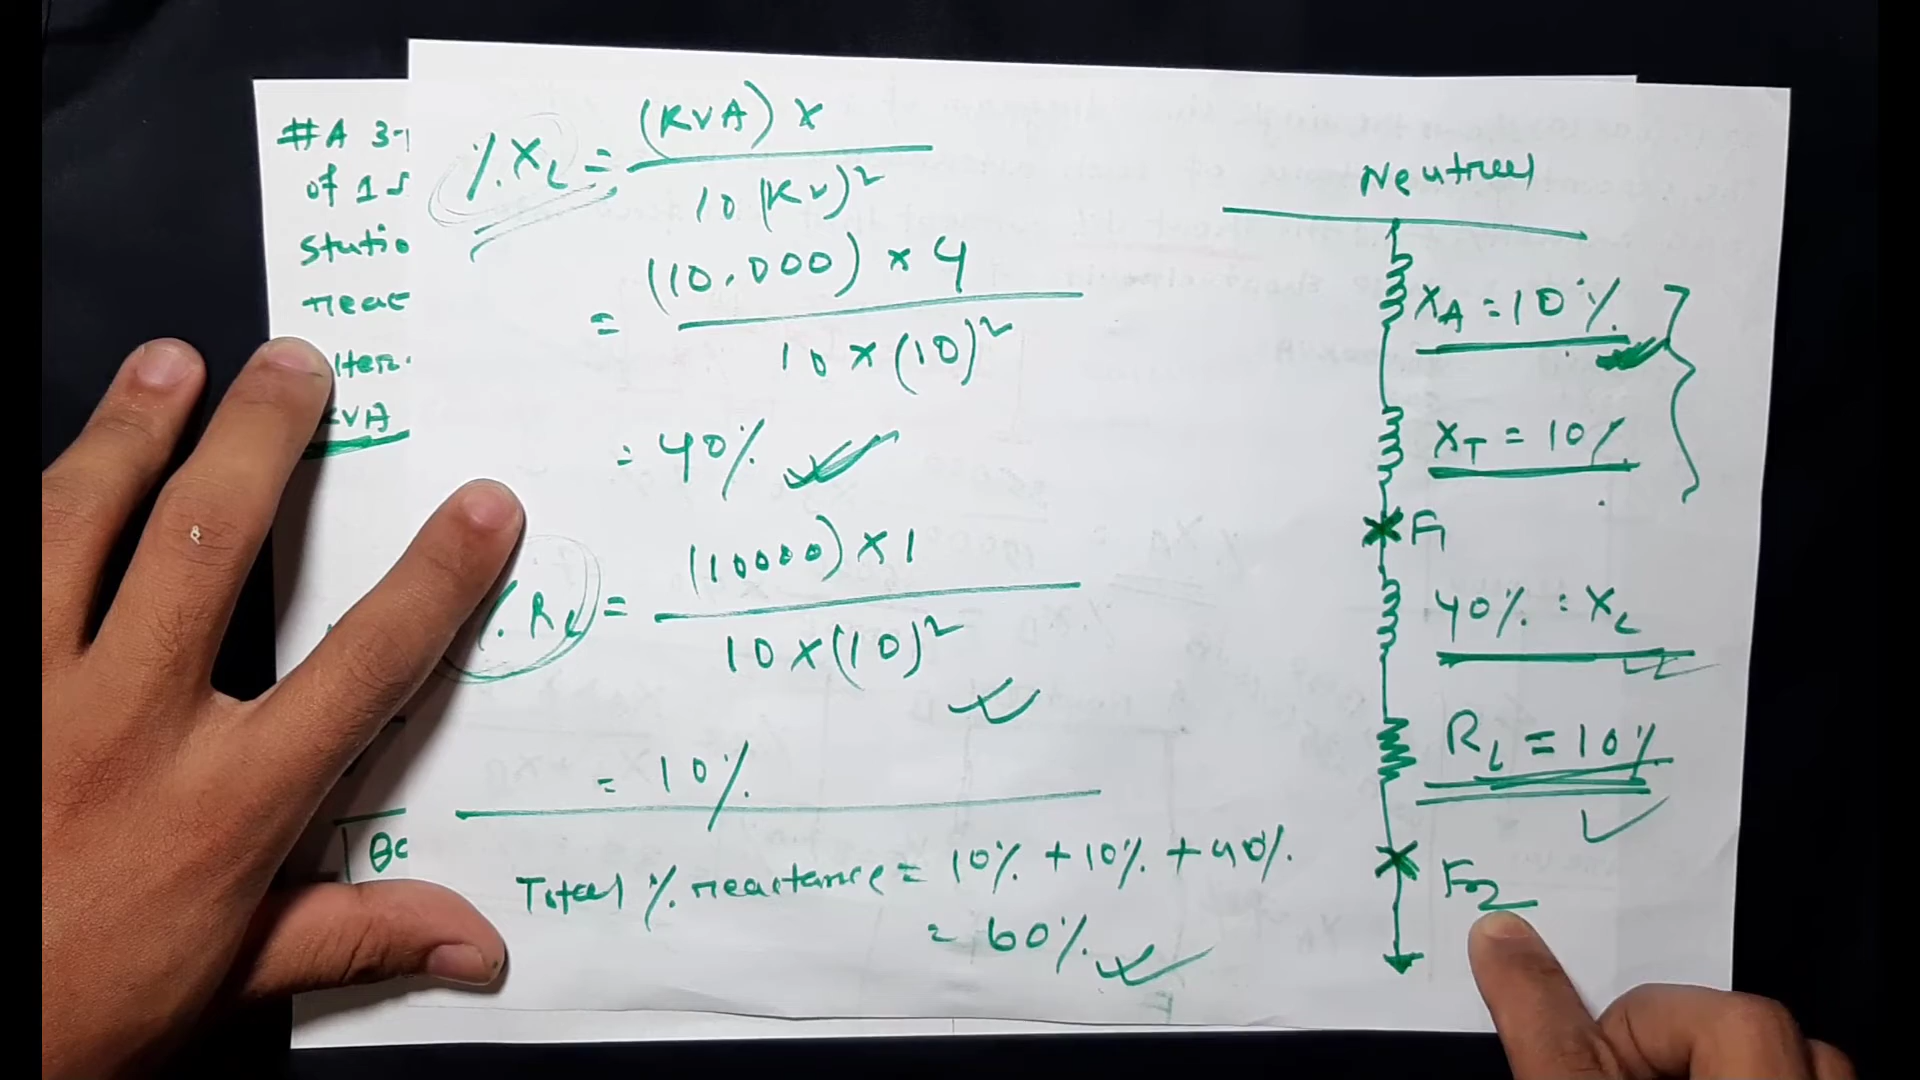 #A 3-
of 1
Statio
reac
lter
KVA
%XL = (KVA) x
10 (KV)²
= (10,000) × 4
10 × (10)²
= 40%
%RL = (10000) × 1
10 × (10)²
= 10%
Total % reactance = 10% + 10% + 40%
= 60%
Neutral
XA = 10%
XT = 10%
F1
40% = XL
RL = 10%
F2